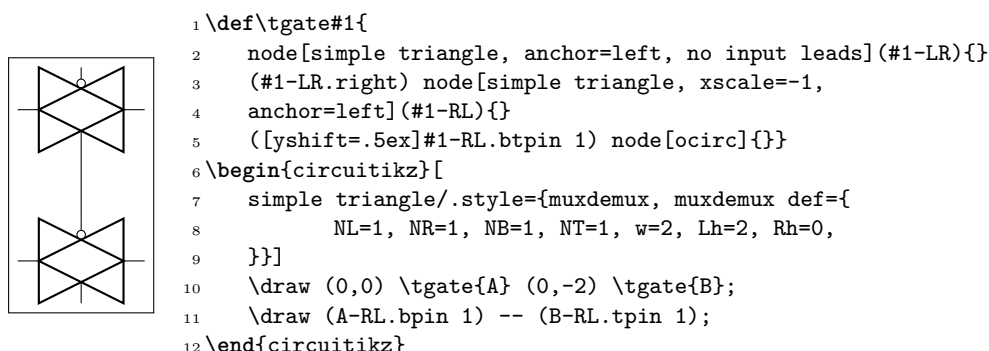 1 \def\tgate#1{
2     node[simple triangle, anchor=left, no input leads](#1-LR){}
3     (#1-LR.right) node[simple triangle, xscale=-1,
4     anchor=left](#1-RL){}
5     ([yshift=.5ex]#1-RL.btpin 1) node[ocirc]{}}
6 \begin{circuitikz}[
7     simple triangle/.style={muxdemux, muxdemux def={
8             NL=1, NR=1, NB=1, NT=1, w=2, Lh=2, Rh=0,
9     }}]
10     \draw (0,0) \tgate{A} (0,-2) \tgate{B};
11     \draw (A-RL.bpin 1) -- (B-RL.tpin 1);
12 \end{circuitikz}